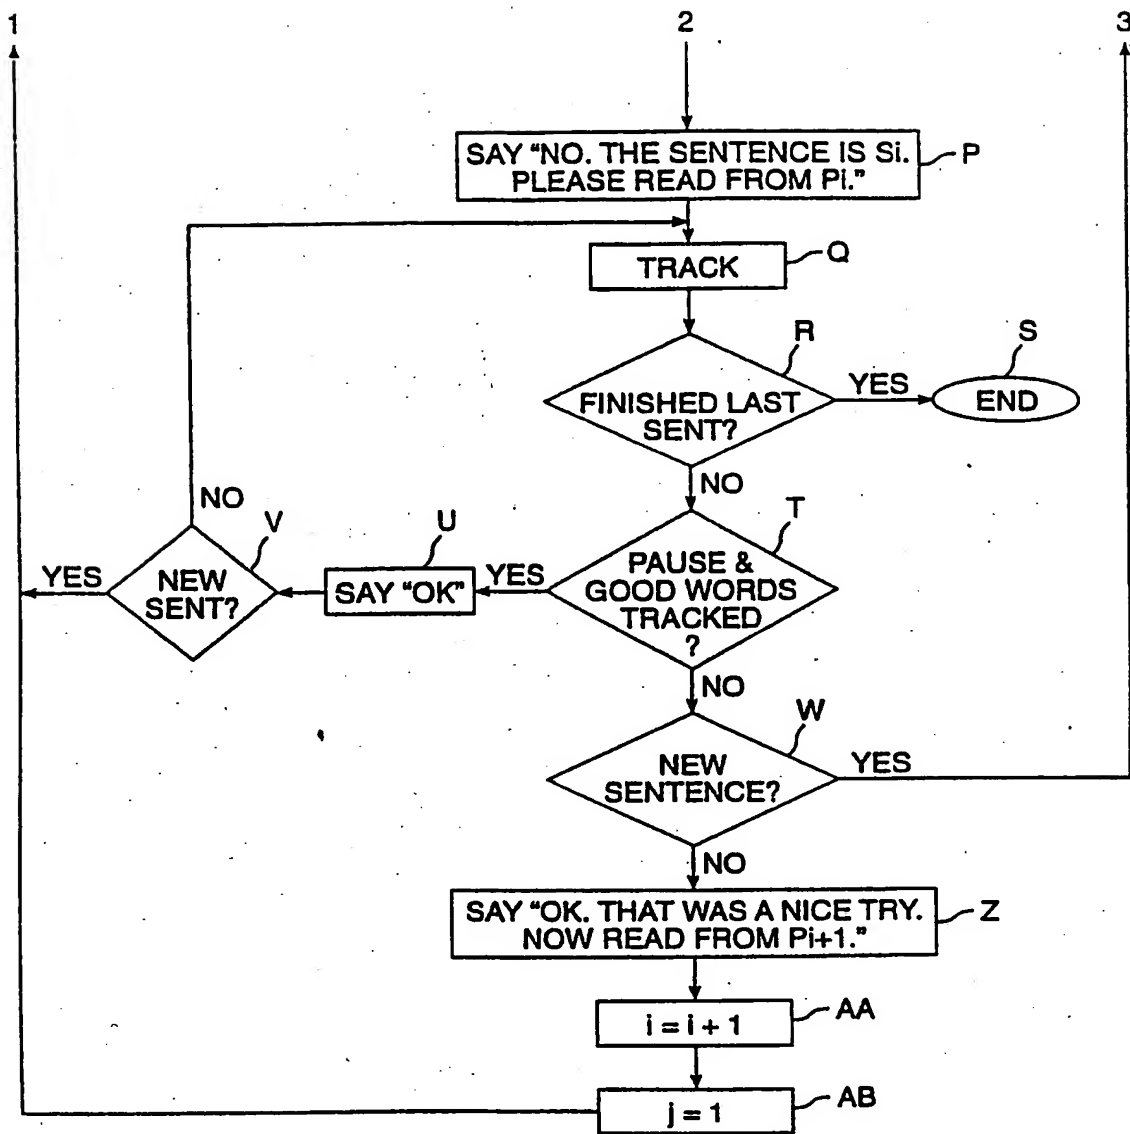 1
2
3
SAY “NO. THE SENTENCE IS Si.
PLEASE READ FROM Pi.”
P
TRACK
Q
R
S
FINISHED LAST
SENT?
YES
END
NO
NO
V
U
T
YES
NEW
SENT?
SAY “OK”
YES
PAUSE &
GOOD WORDS
TRACKED
?
NO
W
NEW
SENTENCE?
YES
NO
SAY “OK. THAT WAS A NICE TRY.
NOW READ FROM Pi+1.”
Z
i = i + 1
AA
j = 1
AB